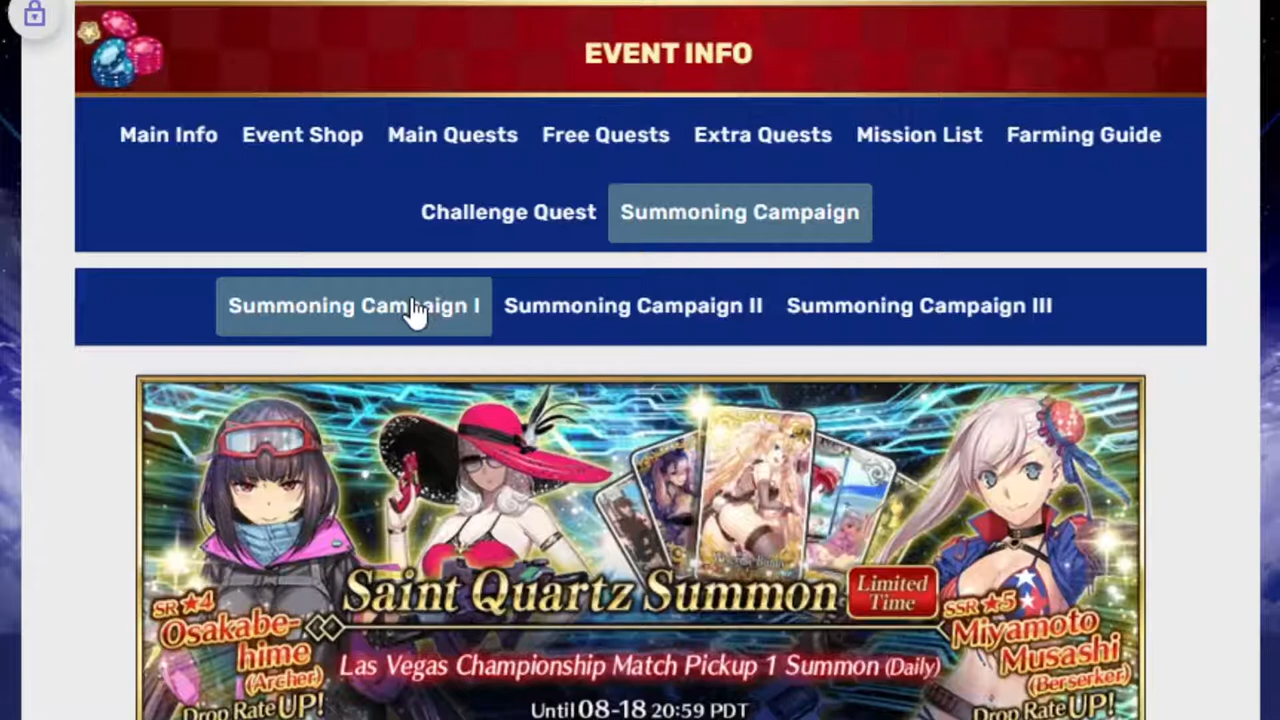 EVENT INFO
Main Info Event Shop Main Quests Free Quests Extra Quests Mission List Farming Guide
Challenge Quest Summoning Campaign
Summoning Campaign I Summoning Campaign II Summoning Campaign III
Saint Quartz Summon
Limited
Time
SR ★4
Osakabe-
hime
(Archer)
Drop Rate UP!
Las Vegas Championship Match Pickup 1 Summon (Daily)
Until 08-18 20:59 PDT
SSR ★5
Miyamoto
Musashi
(Berserker)
Drop Rate UP!